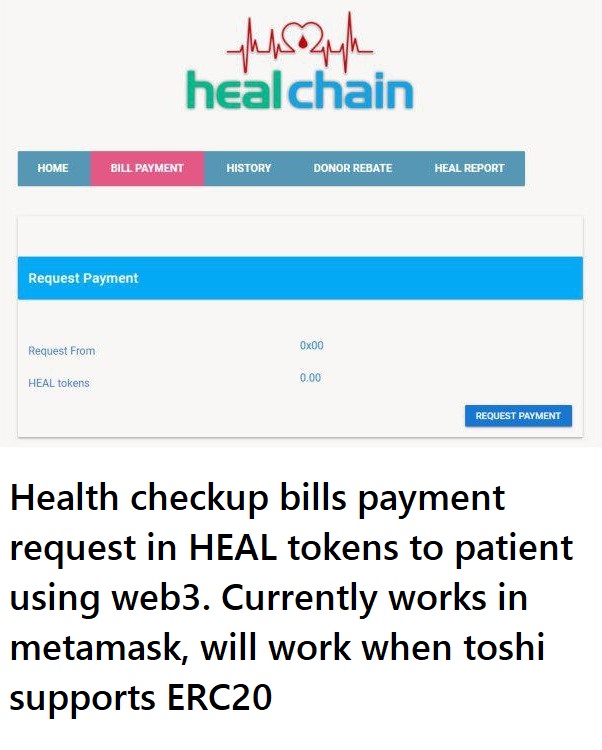 healchain
HOME BILL PAYMENT HISTORY DONOR REBATE HEAL REPORT
Request Payment
Request From 0x00
HEAL tokens 0.00
REQUEST PAYMENT
Health checkup bills payment
request in HEAL tokens to patient
using web3. Currently works in
metamask, will work when toshi
supports ERC20